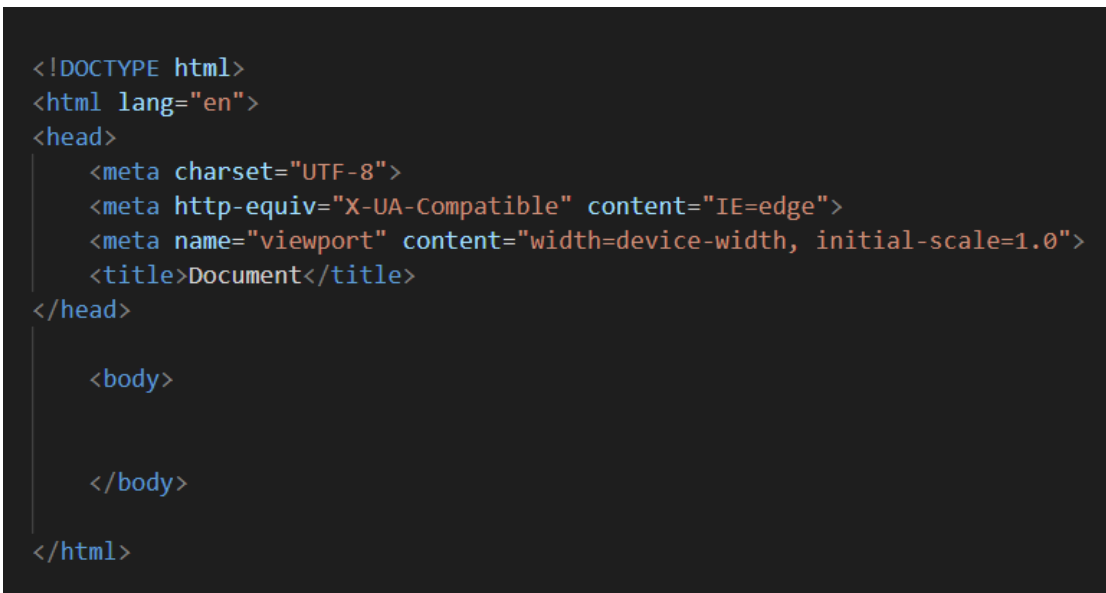 <!DOCTYPE html>
<html lang="en">
<head>
    <meta charset="UTF-8">
    <meta http-equiv="X-UA-Compatible" content="IE=edge">
    <meta name="viewport" content="width=device-width, initial-scale=1.0">
    <title>Document</title>
</head>
    <body>
    </body>
</html>